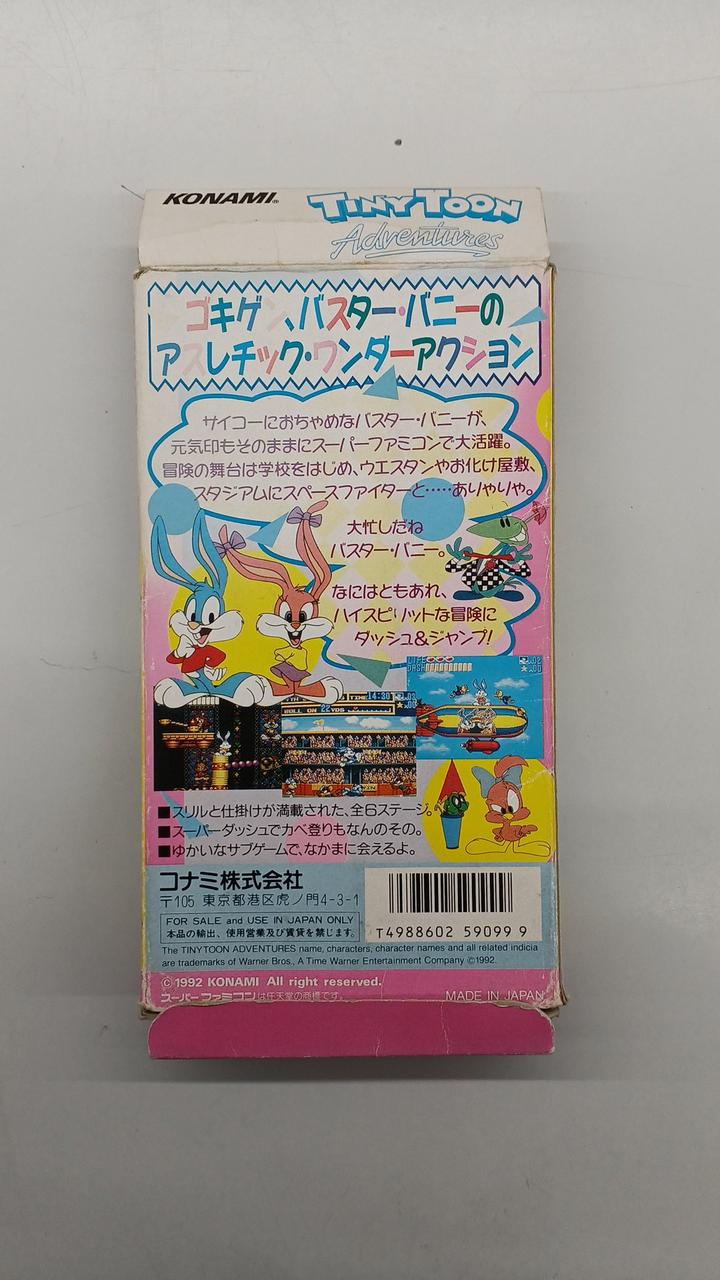 KONAMI®
TINY TOON
Adventures
ゴキゲン、バスター・バニーの
アスレチック・ワンダーアクション
サイコーにおちゃめなバスター・バニーが、
元気印もそのままにスーパーファミコンで大活躍。
冒険の舞台は学校をはじめ、ウエスタンやお化け屋敷、
スタジアムにスペースファイターと……ありゃりゃ。
大忙しだね
バスター・バニー。
なにはともあれ、
ハイスピリットな冒険に
ダッシュ&ジャンプ!
LIFE
DASH
14:30
BALL ON 22 YDS
■スリルと仕掛けが満載された、全6ステージ。
■スーパーダッシュでカベ登りもなんのその。
■ゆかいなサブゲームで、なかまに会えるよ。
コナミ株式会社
〒105 東京都港区虎ノ門4-3-1
FOR SALE and USE IN JAPAN ONLY
本品の輸出、使用営業及び賃貸を禁じます。
T4988602 59099 9
The TINYTOON ADVENTURES name, characters, character names and all related indicia
are trademarks of Warner Bros., A Time Warner Entertainment Company ©1992.
©1992 KONAMI All right reserved.
スーパーファミコンは任天堂の商標です。
MADE IN JAPAN